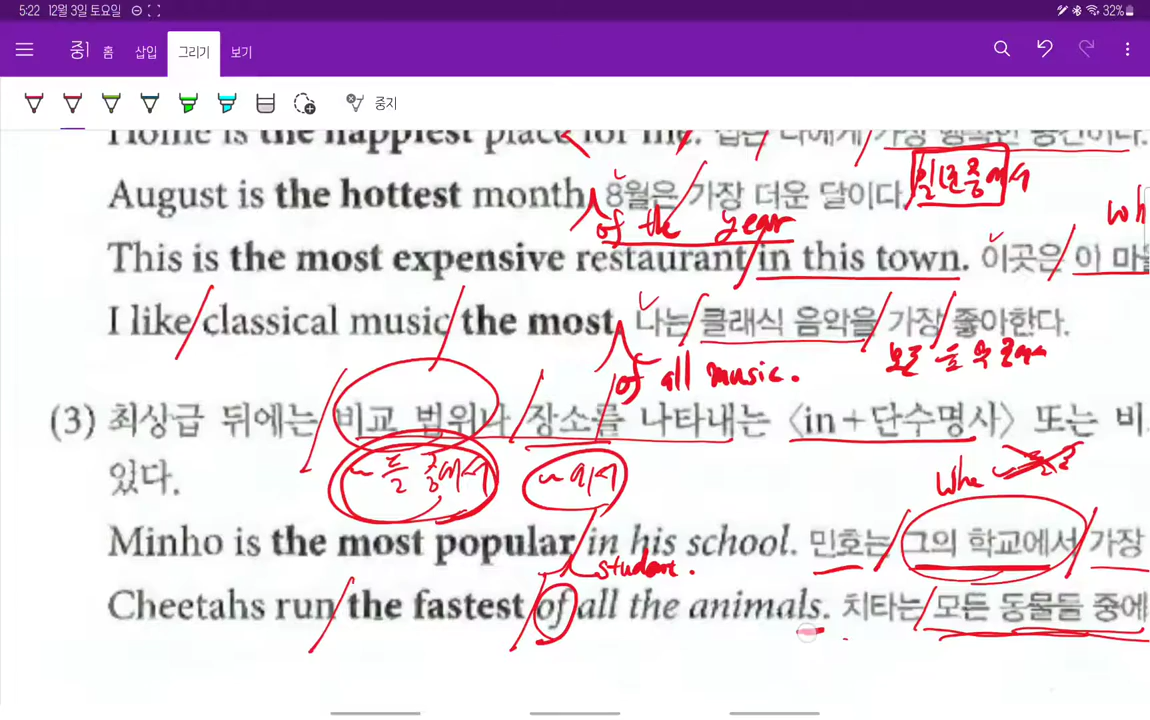 5:22 12월 3일 토요일
32%
중1 홈 삽입 그리기 보기
중지
Home is the happiest place for me. 집은 나에게 가장 행복한 공간이다.
일년중에서
August is the hottest month 8월은 가장 더운 달이다.
of the year
This is the most expensive restaurant in this town. 이곳은 이 마을
I like classical music the most 나는 클래식 음악을 가장 좋아한다.
of all music.
(3) 최상급 뒤에는 비교 범위나 장소를 나타내는 〈in + 단수명사〉 또는 비
~들 중에서 ~에서
있다.
Minho is the most popular in his school. 민호는 그의 학교에서 가장
student.
Cheetahs run the fastest of all the animals. 치타는 모든 동물들 중에